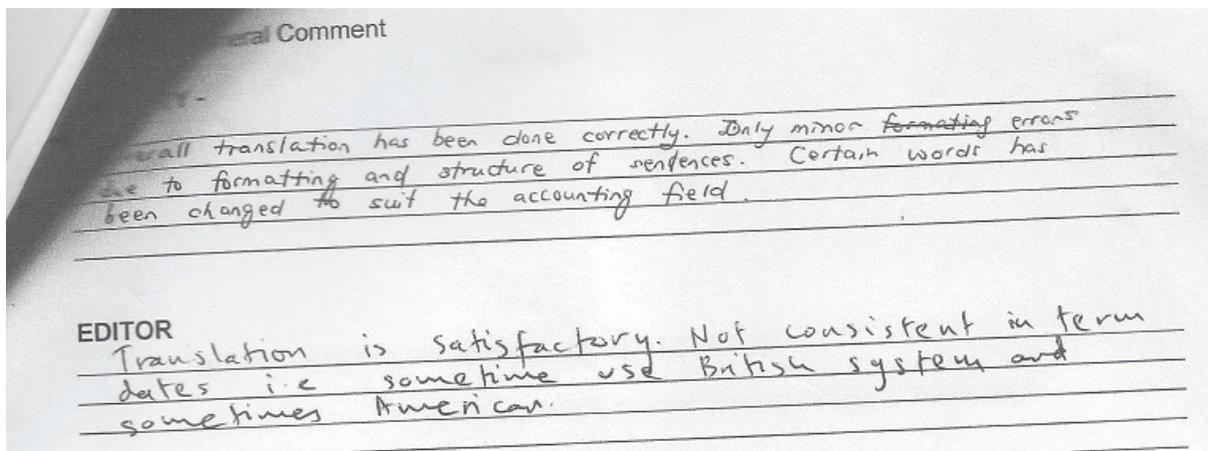 eral Comment
erall translation has been done correctly. Only minor formating errors
to formatting and structure of sentences. Certain words has
been changed to suit the accounting field.
EDITOR
Translation is satisfactory. Not consistent in term
dates i.e sometime use British system and
sometimes American.